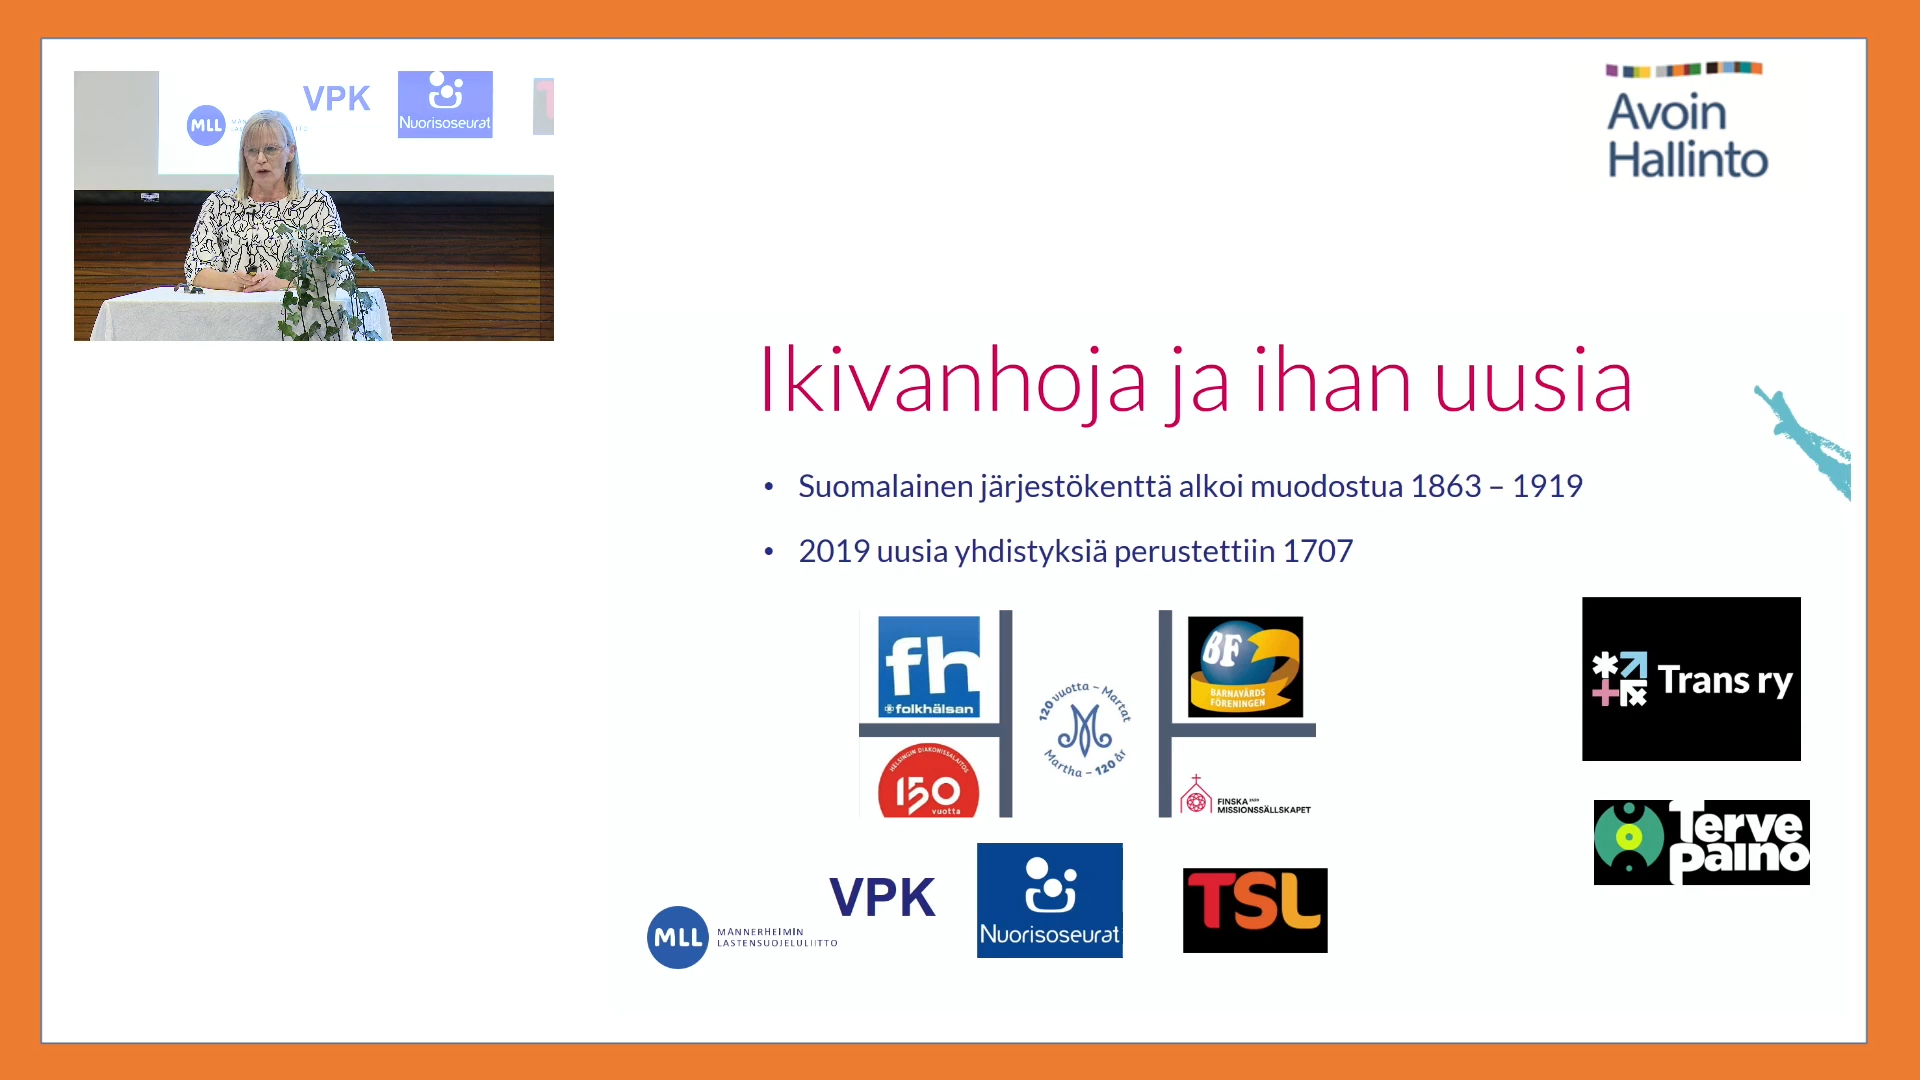 VPK
MLL
Nuorisoseurat
Avoin
Hallinto
Ikivanhoja ja ihan uusia
• Suomalainen järjestökenttä alkoi muodostua 1863 – 1919
• 2019 uusia yhdistyksiä perustettiin 1707
fh
folkhälsan
120 vuotta – Martat
Martha – 120 år
BF
BARNAVÅRDS
FÖRENINGEN
Trans ry
HELSINGIN DIAKONISSALAITOS
150
vuotta
FINSKA
MISSIONSSÄLLSKAPET
Terve
paino
VPK
Nuorisoseurat
TSL
MLL
MANNERHEIMIN
LASTENSUOJELULIITTO